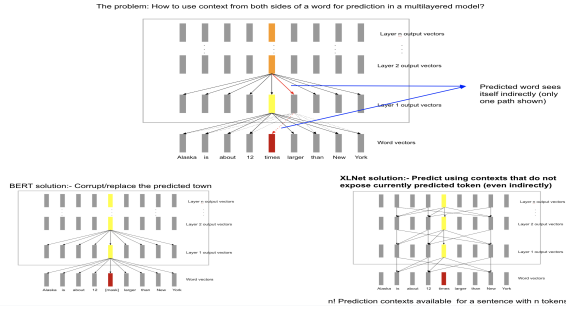 The problem: How to use context from both sides of a word for prediction in a multilayered model?
Layer n output vectors
Layer 2 output vectors
Predicted word sees
itself indirectly (only
one path shown)
Layer 1 output vectors
Word vectors
Alaska is about 12 times larger than New York
BERT solution:- Corrupt/replace the predicted town
Layer n output vectors
Layer 2 output vectors
Layer 1 output vectors
Word vectors
Alaska is about 12 [mask] larger than New York
XLNet solution:- Predict using contexts that do not
expose currently predicted token (even indirectly)
Layer n output vectors
Layer 2 output vectors
Layer 1 output vectors
Word vectors
Alaska is about 12 times larger than New York
n! Prediction contexts available for a sentence with n tokens